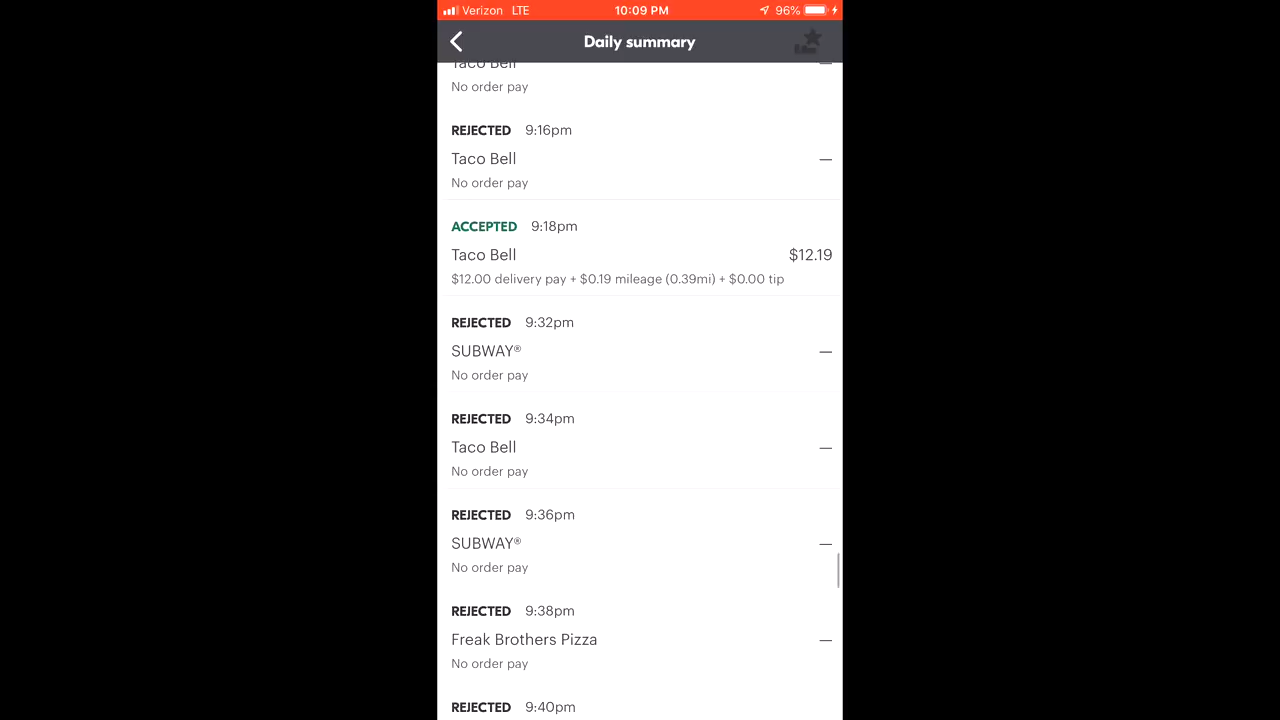 Verizon LTE 10:09 PM 96%
Daily summary
Taco Bell —
No order pay
REJECTED 9:16pm
Taco Bell —
No order pay
ACCEPTED 9:18pm
Taco Bell $12.19
$12.00 delivery pay + $0.19 mileage (0.39mi) + $0.00 tip
REJECTED 9:32pm
SUBWAY® —
No order pay
REJECTED 9:34pm
Taco Bell —
No order pay
REJECTED 9:36pm
SUBWAY® —
No order pay
REJECTED 9:38pm
Freak Brothers Pizza —
No order pay
REJECTED 9:40pm